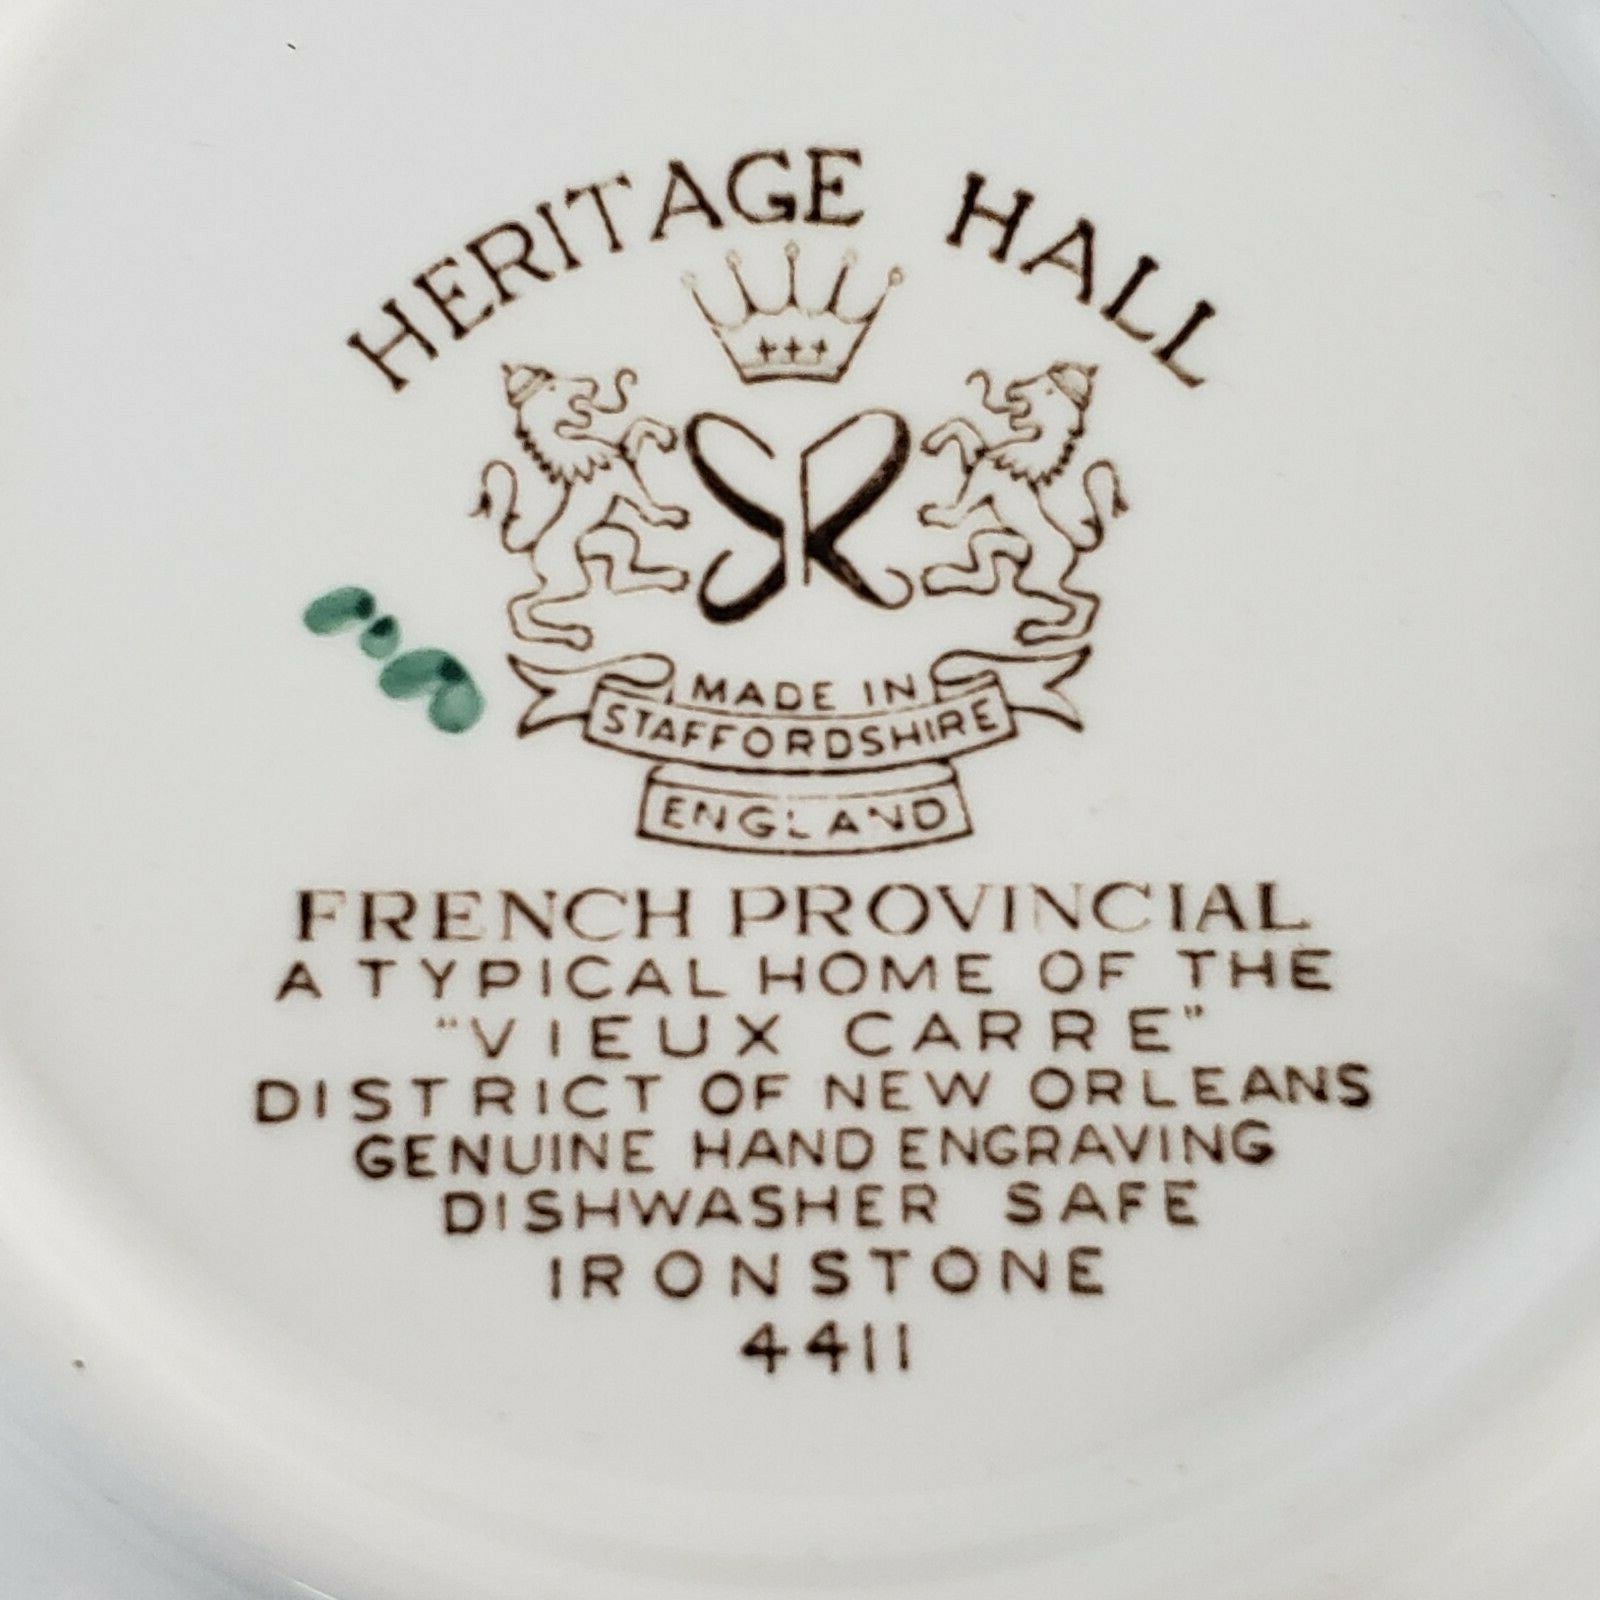 HERITAGE HALL
SR
MADE IN
STAFFORDSHIRE
ENGLAND
FRENCH PROVINCIAL
A TYPICAL HOME OF THE
"VIEUX CARRE"
DISTRICT OF NEW ORLEANS
GENUINE HAND ENGRAVING
DISHWASHER SAFE
IRONSTONE
4411